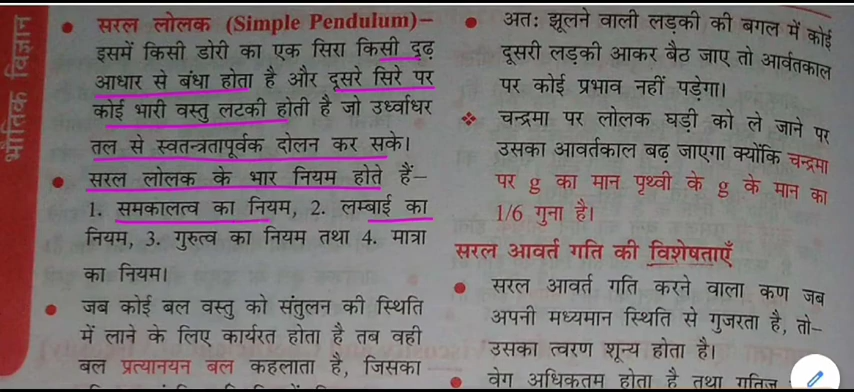 भौतिक विज्ञान
सरल लोलक (Simple Pendulum)–
इसमें किसी डोरी का एक सिरा किसी दृढ़
आधार से बंधा होता है और दूसरे सिरे पर
कोई भारी वस्तु लटकी होती है जो उर्ध्वाधर
तल से स्वतन्त्रतापूर्वक दोलन कर सके।
सरल लोलक के भार नियम होते हैं–
1. समकालत्व का नियम, 2. लम्बाई का
नियम, 3. गुरुत्व का नियम तथा 4. मात्रा
का नियम।
जब कोई बल वस्तु को संतुलन की स्थिति
में लाने के लिए कार्यरत होता है तब वही
बल प्रत्यानयन बल कहलाता है, जिसका
अतः झूलने वाली लड़की की बगल में कोई
दूसरी लड़की आकर बैठ जाए तो आर्वतकाल
पर कोई प्रभाव नहीं पड़ेगा।
चन्द्रमा पर लोलक घड़ी को ले जाने पर
उसका आवर्तकाल बढ़ जाएगा क्योंकि चन्द्रमा
पर g का मान पृथ्वी के g के मान का
1/6 गुना है।
सरल आवर्त गति की विशेषताएँ
सरल आवर्त गति करने वाला कण जब
अपनी मध्यमान स्थिति से गुजरता है, तो–
उसका त्वरण शून्य होता है।
वेग अधिकतम होता है तथा गतिज